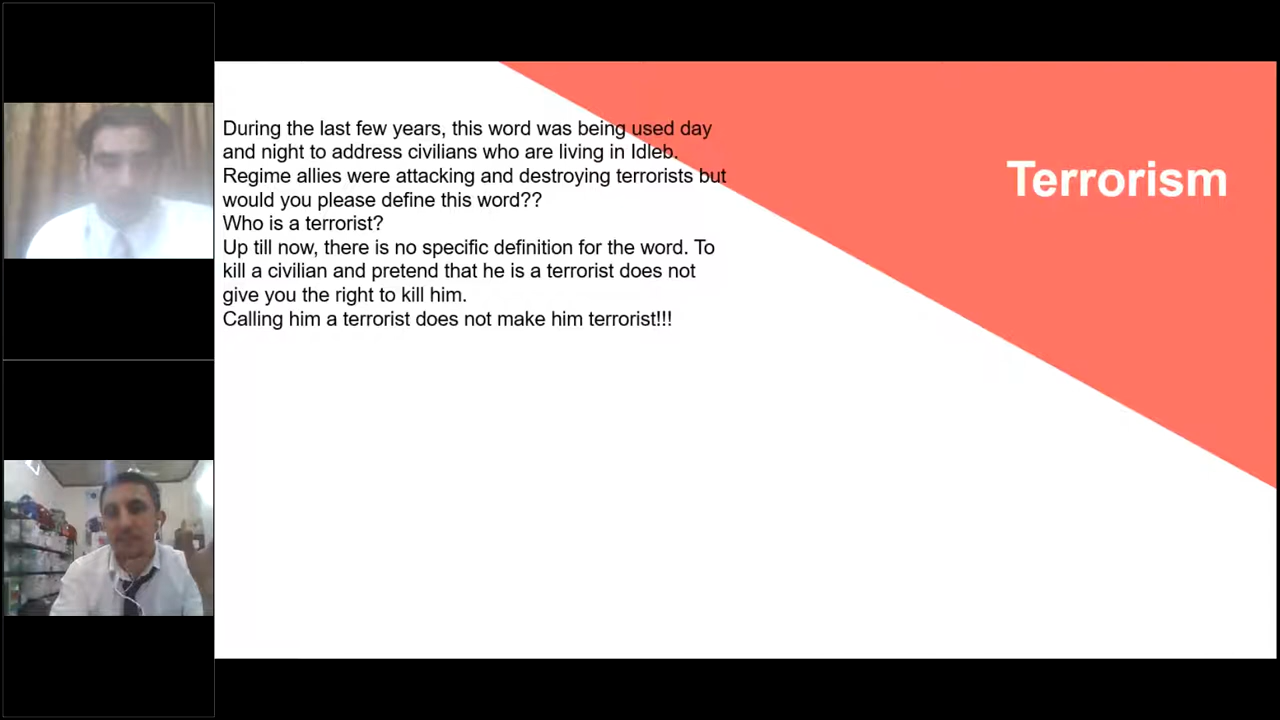 During the last few years, this word was being used day
and night to address civilians who are living in Idleb.
Regime allies were attacking and destroying terrorists but
would you please define this word??
Who is a terrorist?
Up till now, there is no specific definition for the word. To
kill a civilian and pretend that he is a terrorist does not
give you the right to kill him.
Calling him a terrorist does not make him terrorist!!!
Terrorism